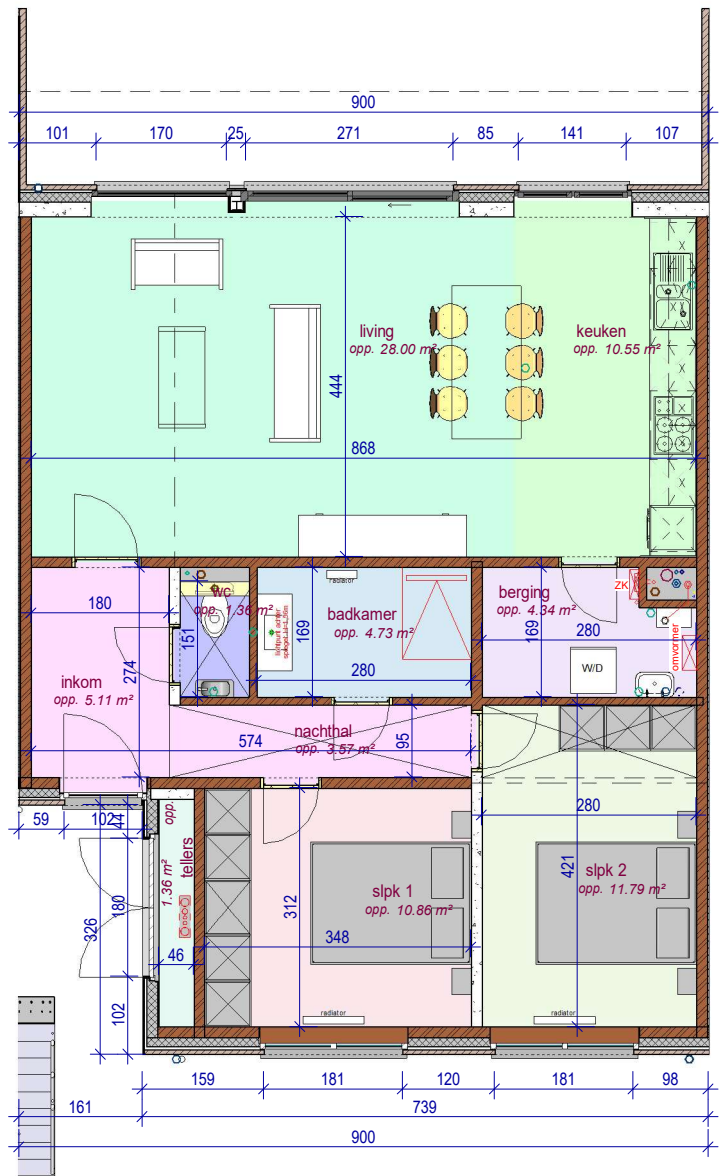 900
101 170 25 271 85 141 107
living
opp. 28.00 m²
keuken
opp. 10.55 m²
444
868
radiator
wc
opp. 1.36 m²
badkamer
opp. 4.73 m²
berging
opp. 4.34 m²
ZK
omvormer
180
169
280
169
280
151
274
lichtpunt achter
W/D
inkom
opp. 5.11 m²
nachthal
opp. 3.57 m²
574
95
280
59 102
44
opp.
1.36 m²
tellers
slpk 1
opp. 10.86 m²
slpk 2
opp. 11.79 m²
421
312
180
326
348
46
102
radiator
radiator
159 181 120 181 98
161 739
900